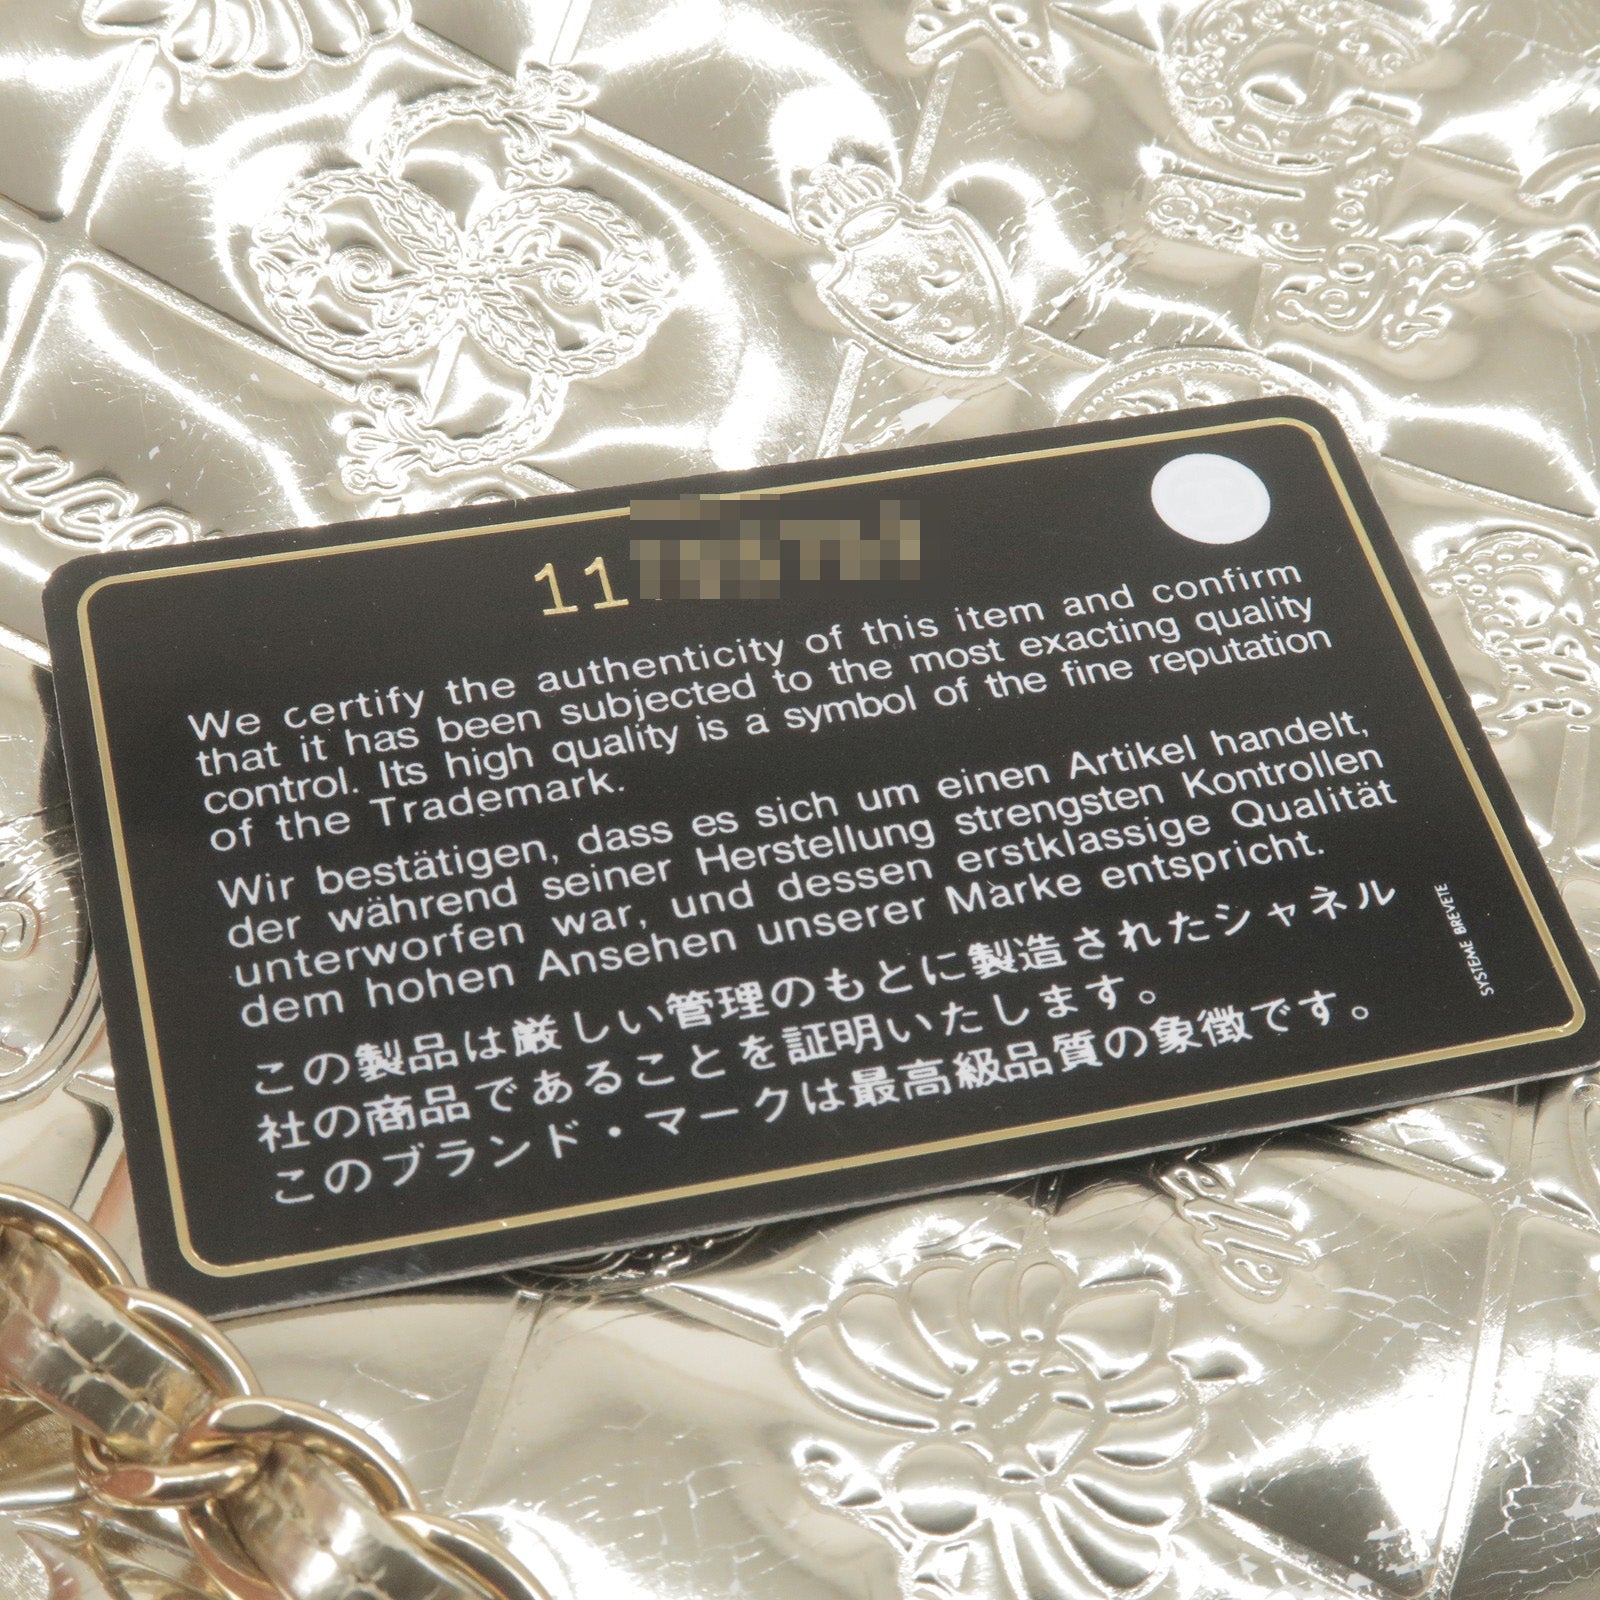 11
We certify the authenticity of this item and confirm
that it has been subjected to the most exacting quality
control. Its high quality is a symbol of the fine reputation
of the Trademark.
Wir bestätigen, dass es sich um einen Artikel handelt,
der während seiner Herstellung strengsten Kontrollen
unterworfen war, und dessen erstklassige Qualität
dem hohen Ansehen unserer Marke entspricht.
この製品は厳しい管理のもとに製造されたシャネル
社の商品であることを証明いたします。
このブランド・マークは最高級品質の象徴です。
SYSTEME BREVETE